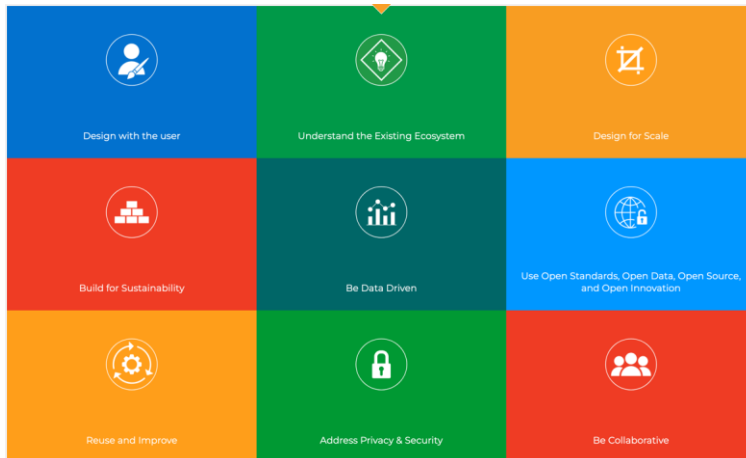 Design with the user
Understand the Existing Ecosystem
Design for Scale
Build for Sustainability
Be Data Driven
Use Open Standards, Open Data, Open Source,
and Open Innovation
Reuse and Improve
Address Privacy & Security
Be Collaborative